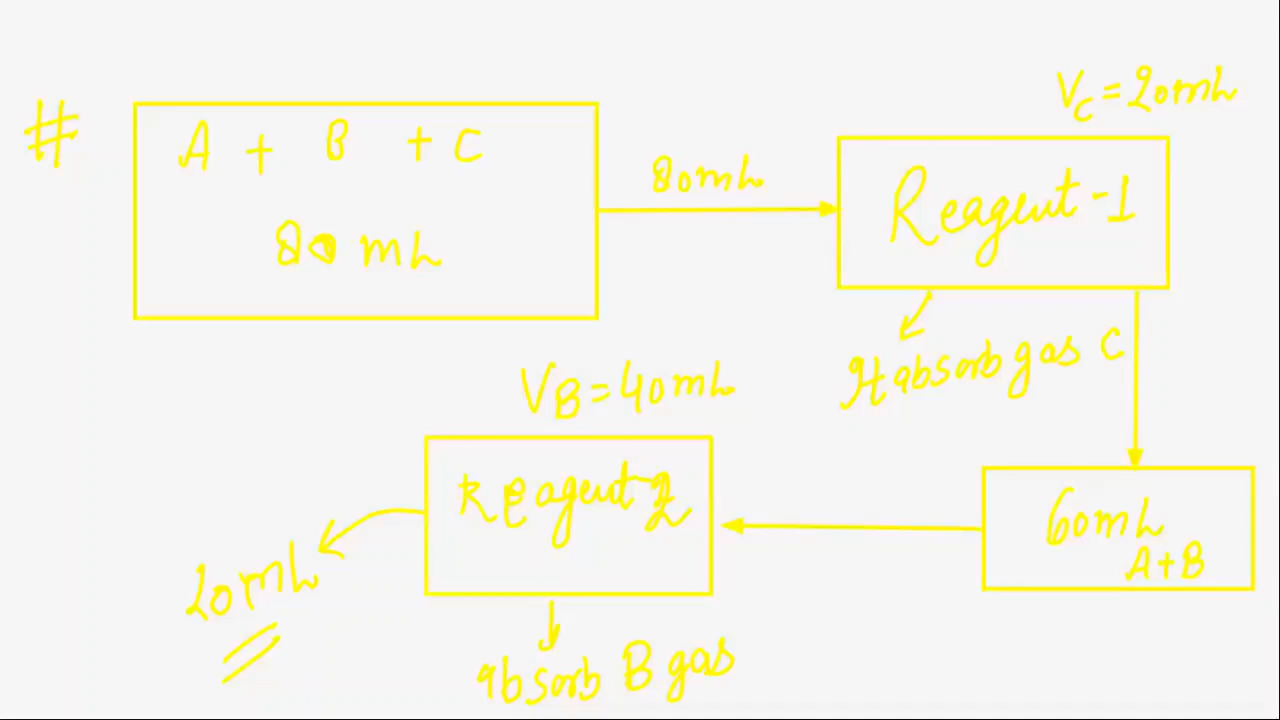 #
A + B + C
80 mL
80mL
Vc = 20mL
Reagent-1
It absorb gas C
60mL
A+B
VB = 40mL
Reagent 2
absorb B gas
20mL